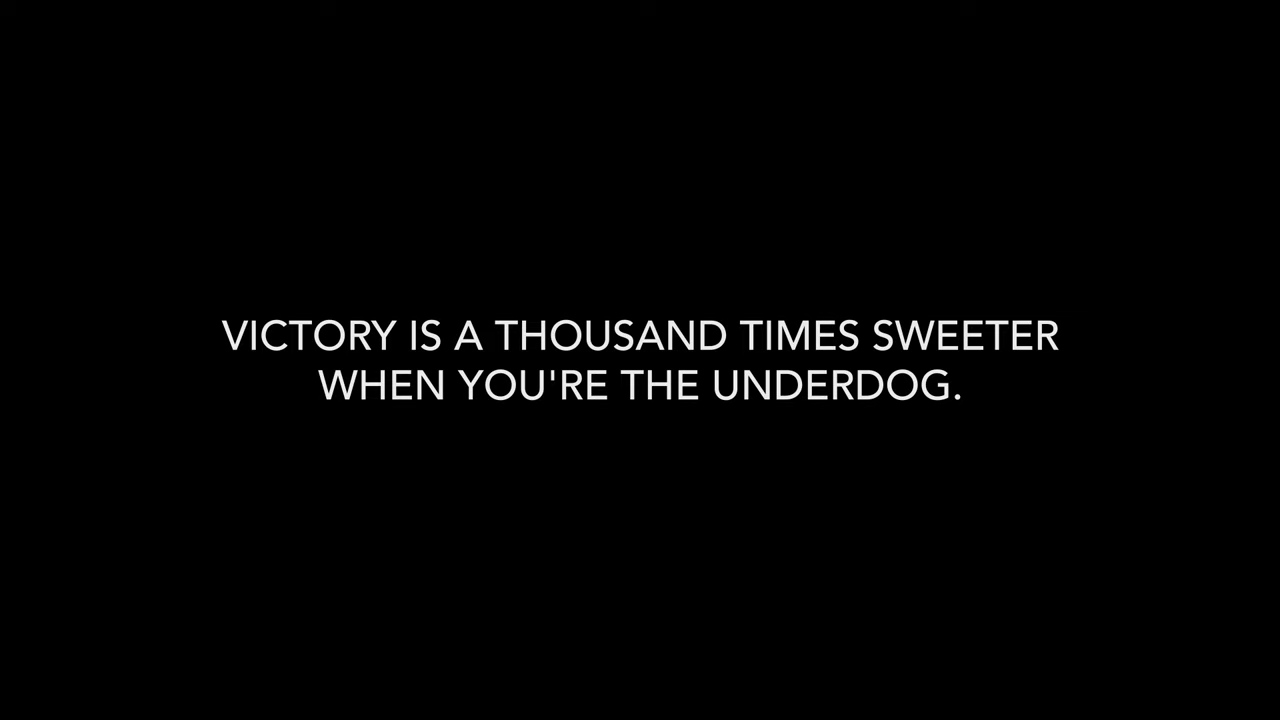 VICTORY IS A THOUSAND TIMES SWEETER
WHEN YOU'RE THE UNDERDOG.